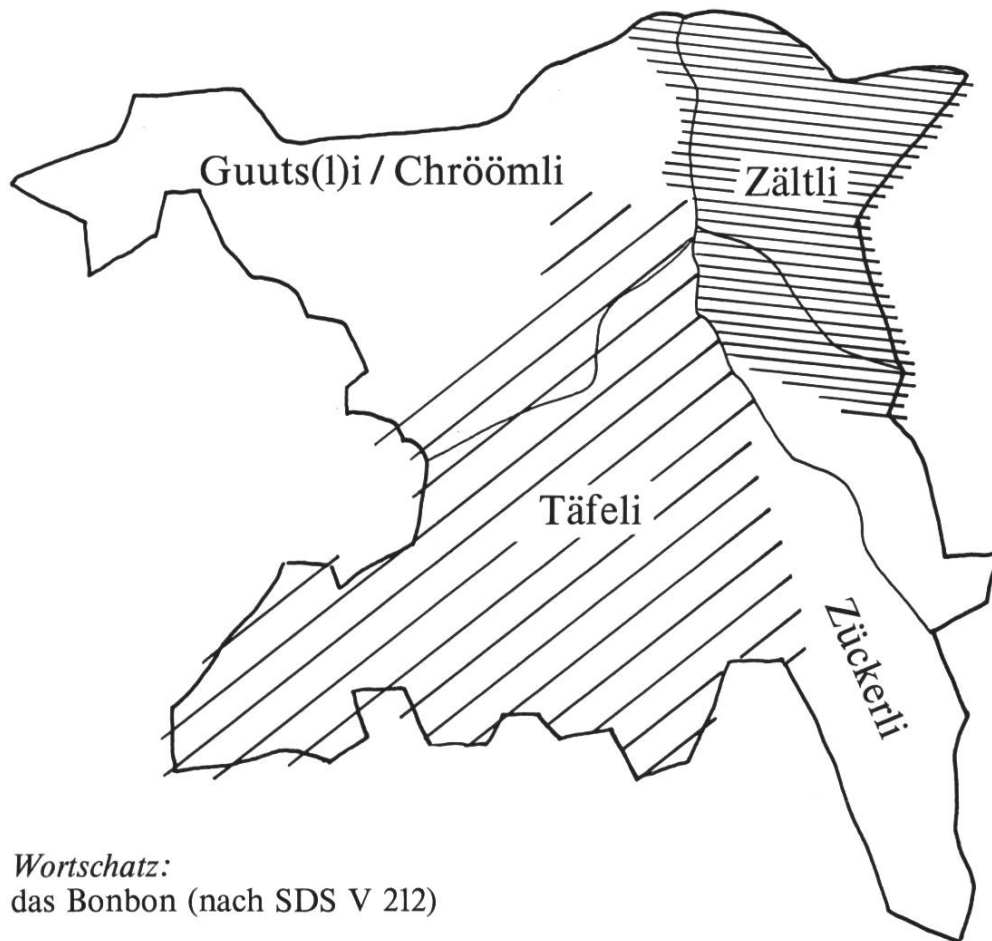 Guuts(l)i / Chröömli
Zältli
Täfeli
Zückerli
Wortschatz:
das Bonbon (nach SDS V 212)